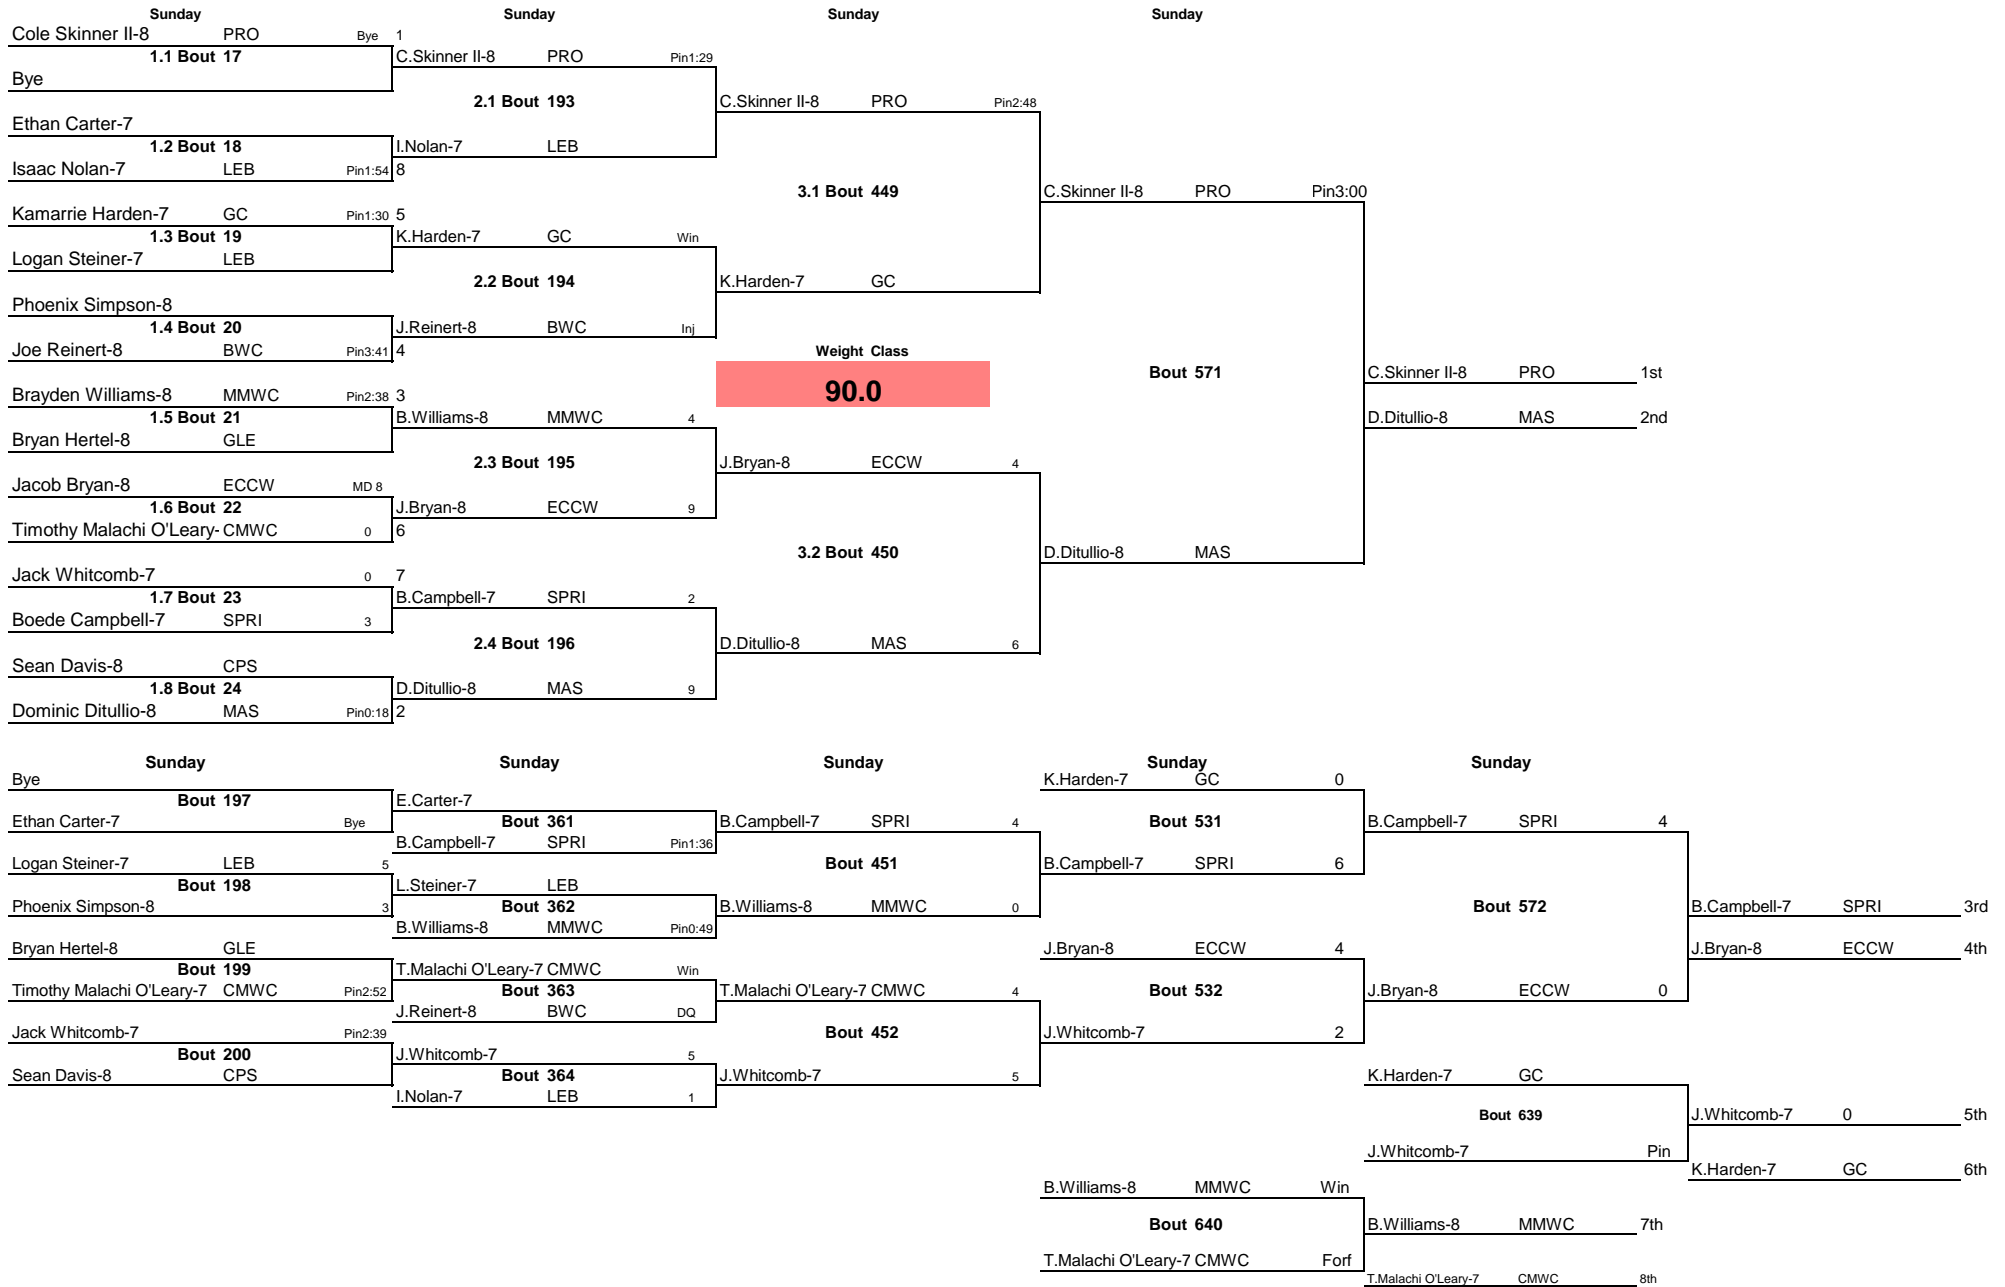 Sunday Sunday Sunday Sunday
Cole Skinner II-8 PRO Bye 1
1.1 Bout 17 C.Skinner II-8 PRO Pin1:29
Bye
2.1 Bout 193 C.Skinner II-8 PRO Pin2:48
Ethan Carter-7
1.2 Bout 18 I.Nolan-7 LEB
Isaac Nolan-7 LEB Pin1:54 8
3.1 Bout 449 C.Skinner II-8 PRO Pin3:00
Kamarrie Harden-7 GC Pin1:30 5
1.3 Bout 19 K.Harden-7 GC Win
Logan Steiner-7 LEB
2.2 Bout 194 K.Harden-7 GC
Phoenix Simpson-8
1.4 Bout 20 J.Reinert-8 BWC Inj
Joe Reinert-8 BWC Pin3:41 4 Weight Class
Bout 571 C.Skinner II-8 PRO 1st
Brayden Williams-8 MMWC Pin2:38 3 90.0
1.5 Bout 21 B.Williams-8 MMWC 4 D.Ditullio-8 MAS 2nd
Bryan Hertel-8 GLE
2.3 Bout 195 J.Bryan-8 ECCW 4
Jacob Bryan-8 ECCW MD 8
1.6 Bout 22 J.Bryan-8 ECCW 9
Timothy Malachi O'Leary- CMWC 0 6
3.2 Bout 450 D.Ditullio-8 MAS
Jack Whitcomb-7 0 7
1.7 Bout 23 B.Campbell-7 SPRI 2
Boede Campbell-7 SPRI 3
2.4 Bout 196 D.Ditullio-8 MAS 6
Sean Davis-8 CPS
1.8 Bout 24 D.Ditullio-8 MAS 9
Dominic Ditullio-8 MAS Pin0:18 2
Sunday Sunday Sunday Sunday Sunday
Bye K.Harden-7 GC 0
Bout 197 E.Carter-7
Ethan Carter-7 Bye Bout 361 B.Campbell-7 SPRI 4 Bout 531 B.Campbell-7 SPRI 4
B.Campbell-7 SPRI Pin1:36
Logan Steiner-7 LEB 5 Bout 451 B.Campbell-7 SPRI 6
Bout 198 L.Steiner-7 LEB
Phoenix Simpson-8 3 Bout 362 B.Williams-8 MMWC 0 Bout 572 B.Campbell-7 SPRI 3rd
B.Williams-8 MMWC Pin0:49
Bryan Hertel-8 GLE J.Bryan-8 ECCW 4 J.Bryan-8 ECCW 4th
Bout 199 T.Malachi O'Leary-7 CMWC Win
Timothy Malachi O'Leary-7 CMWC Pin2:52 Bout 363 T.Malachi O'Leary-7 CMWC 4 Bout 532 J.Bryan-8 ECCW 0
J.Reinert-8 BWC DQ
Jack Whitcomb-7 Pin2:39 Bout 452 J.Whitcomb-7 2
Bout 200 J.Whitcomb-7 5
Sean Davis-8 CPS Bout 364 J.Whitcomb-7 5 K.Harden-7 GC
I.Nolan-7 LEB 1
Bout 639 J.Whitcomb-7 0 5th
J.Whitcomb-7 Pin
K.Harden-7 GC 6th
B.Williams-8 MMWC Win
Bout 640 B.Williams-8 MMWC 7th
T.Malachi O'Leary-7 CMWC Forf
T.Malachi O'Leary-7 CMWC 8th